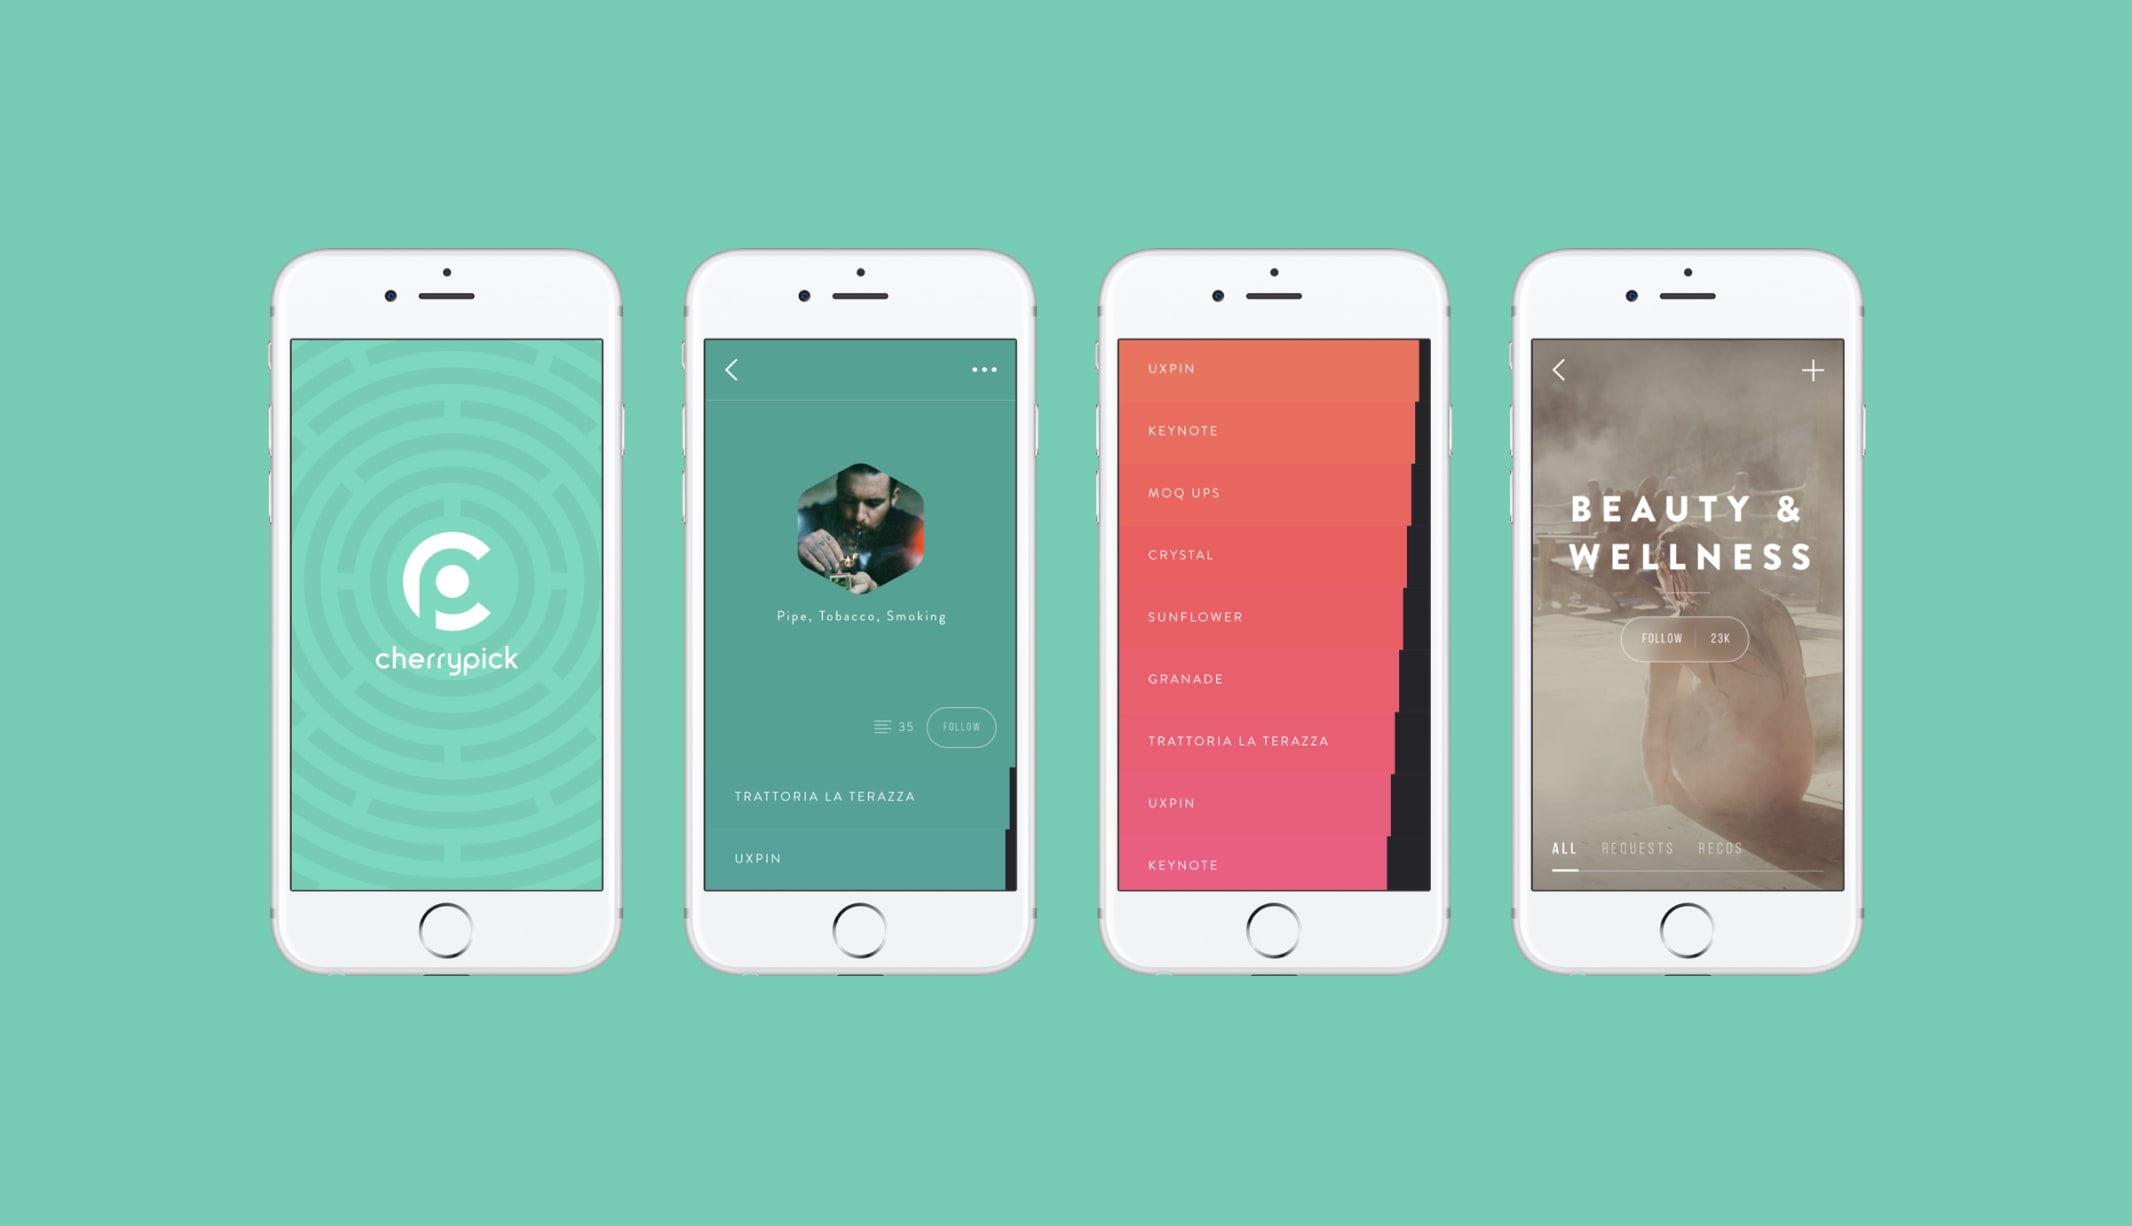 cherrypick
Pipe, Tobacco, Smoking
35
FOLLOW
TRATTORIA LA TERAZZA
UXPIN
UXPIN
KEYNOTE
MOQ UPS
CRYSTAL
SUNFLOWER
GRANADE
TRATTORIA LA TERAZZA
UXPIN
KEYNOTE
BEAUTY &
WELLNESS
FOLLOW 23K
ALL REQUESTS RECOS